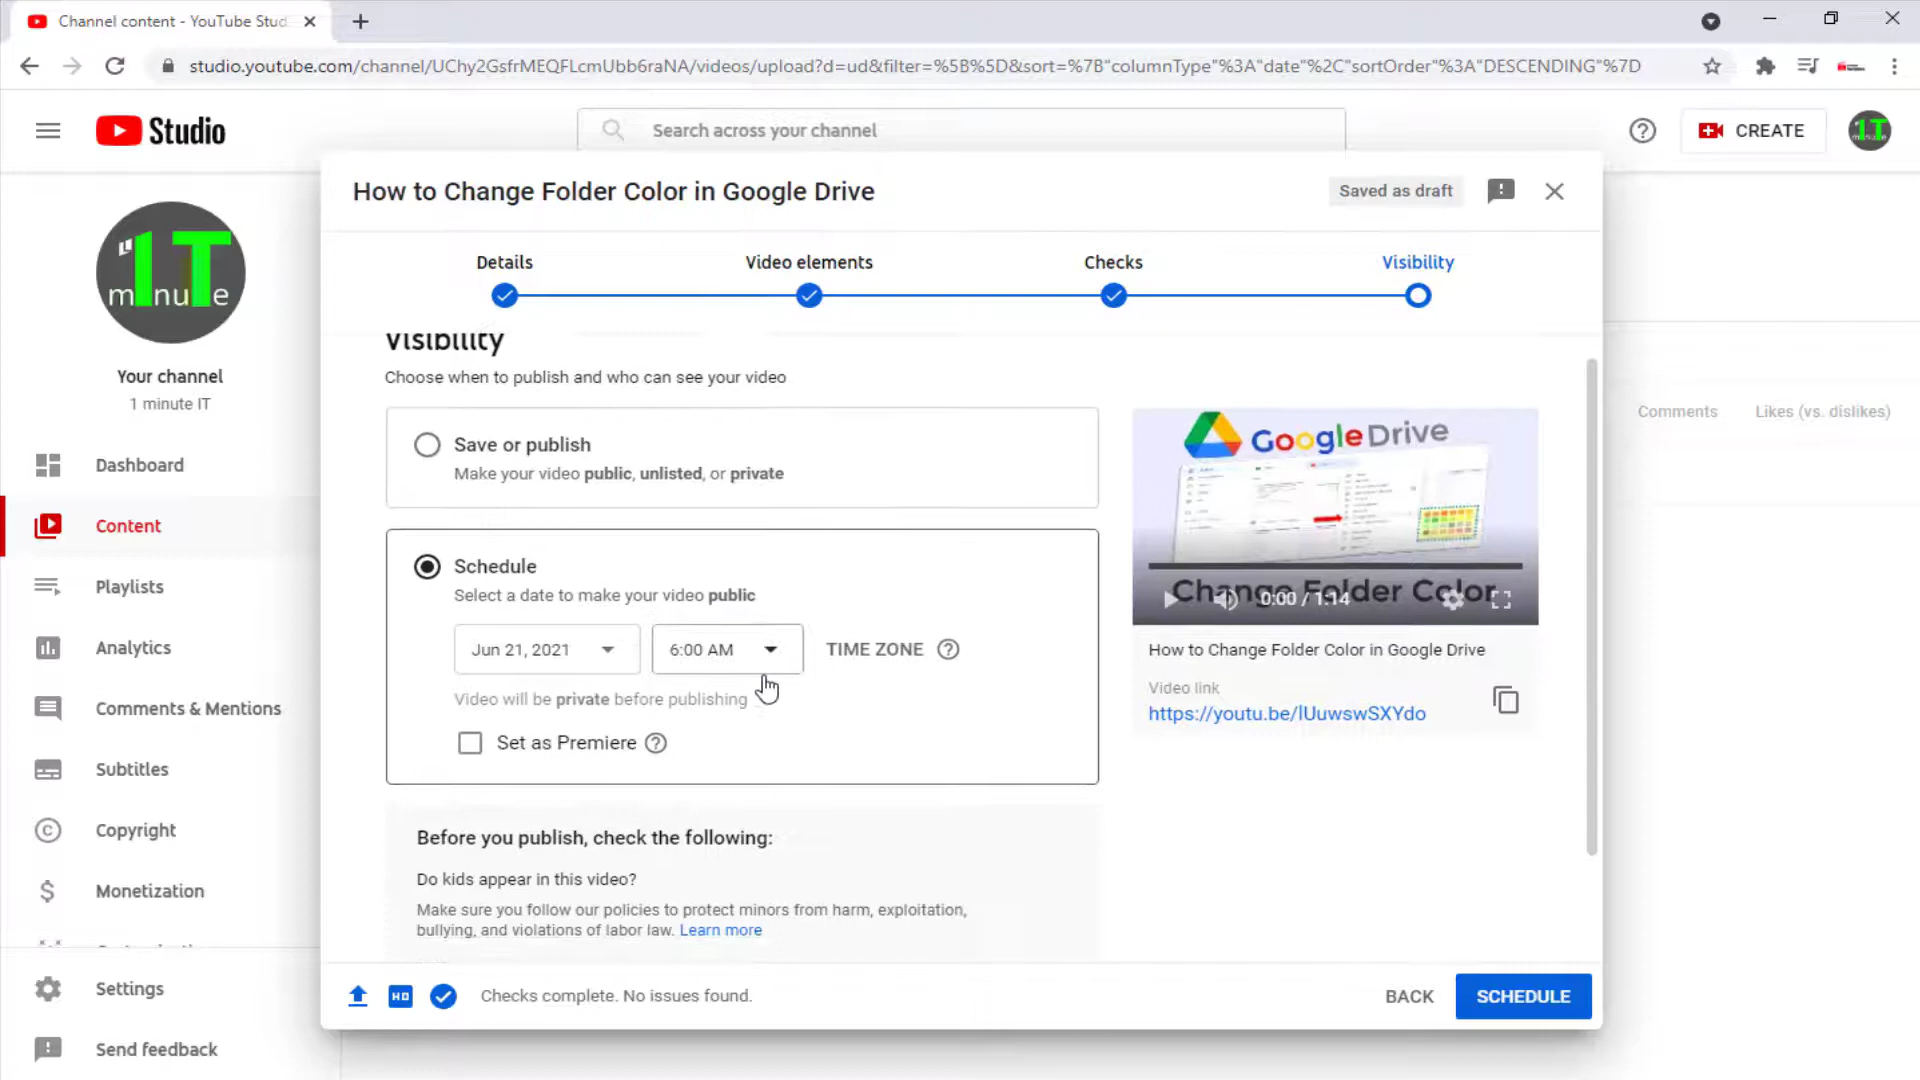 Channel content - YouTube Stud
studio.youtube.com/channel/UChy2GsfrMEQFLcmUbb6raNA/videos/upload?d=ud&filter=%5B%5D&sort=%7B"columnType"%3A"date"%2C"sortOrder"%3A"DESCENDING"%7D
Studio
Search across your channel
CREATE
1T
minute
How to Change Folder Color in Google Drive
Saved as draft
Details
Video elements
Checks
Visibility
1T
minuTe
Your channel
1 minute IT
Dashboard
Content
Playlists
Analytics
Comments & Mentions
Subtitles
Copyright
Monetization
Settings
Send feedback
Visibility
Choose when to publish and who can see your video
Save or publish
Make your video public, unlisted, or private
Schedule
Select a date to make your video public
Jun 21, 2021
6:00 AM
TIME ZONE
Video will be private before publishing
Set as Premiere
Before you publish, check the following:
Do kids appear in this video?
Make sure you follow our policies to protect minors from harm, exploitation,
bullying, and violations of labor law. Learn more
Google Drive
Change Folder Color
0:00 / 1:14
How to Change Folder Color in Google Drive
Video link
https://youtu.be/lUuwswSXYdo
Comments
Likes (vs. dislikes)
HD
Checks complete. No issues found.
BACK
SCHEDULE